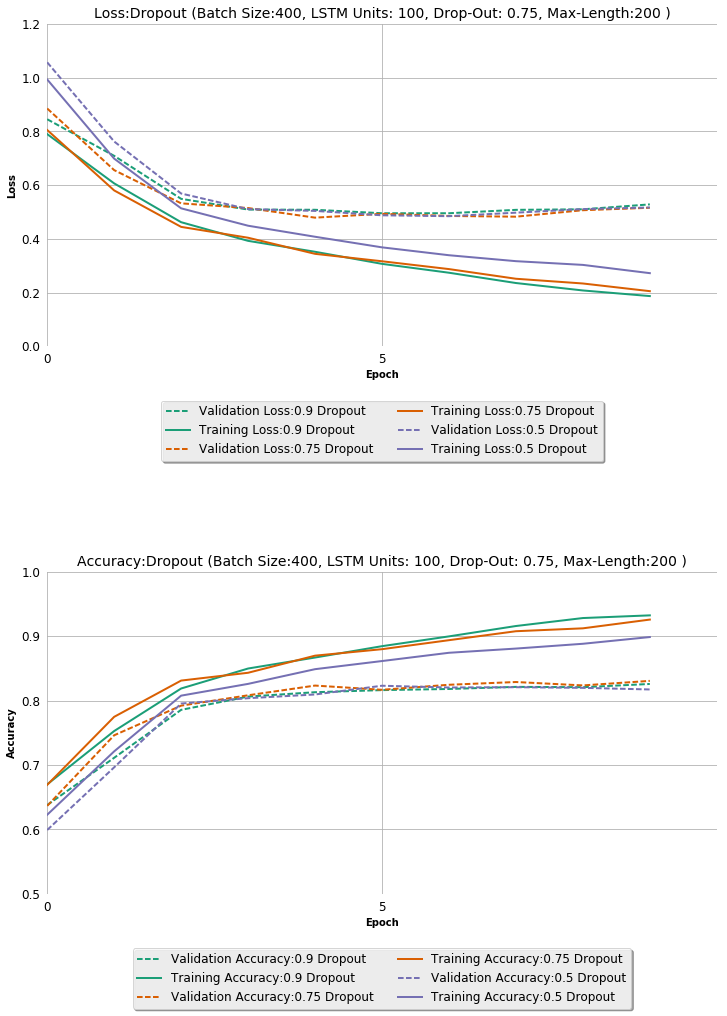 Loss:Dropout (Batch Size:400, LSTM Units: 100, Drop-Out: 0.75, Max-Length:200 )
1.2
1.0
0.8
0.6
0.4
0.2
0.0
Loss
0 5
Epoch
Validation Loss:0.9 Dropout Training Loss:0.75 Dropout
Training Loss:0.9 Dropout Validation Loss:0.5 Dropout
Validation Loss:0.75 Dropout Training Loss:0.5 Dropout
Accuracy:Dropout (Batch Size:400, LSTM Units: 100, Drop-Out: 0.75, Max-Length:200 )
1.0
0.9
0.8
0.7
0.6
0.5
Accuracy
0 5
Epoch
Validation Accuracy:0.9 Dropout Training Accuracy:0.75 Dropout
Training Accuracy:0.9 Dropout Validation Accuracy:0.5 Dropout
Validation Accuracy:0.75 Dropout Training Accuracy:0.5 Dropout